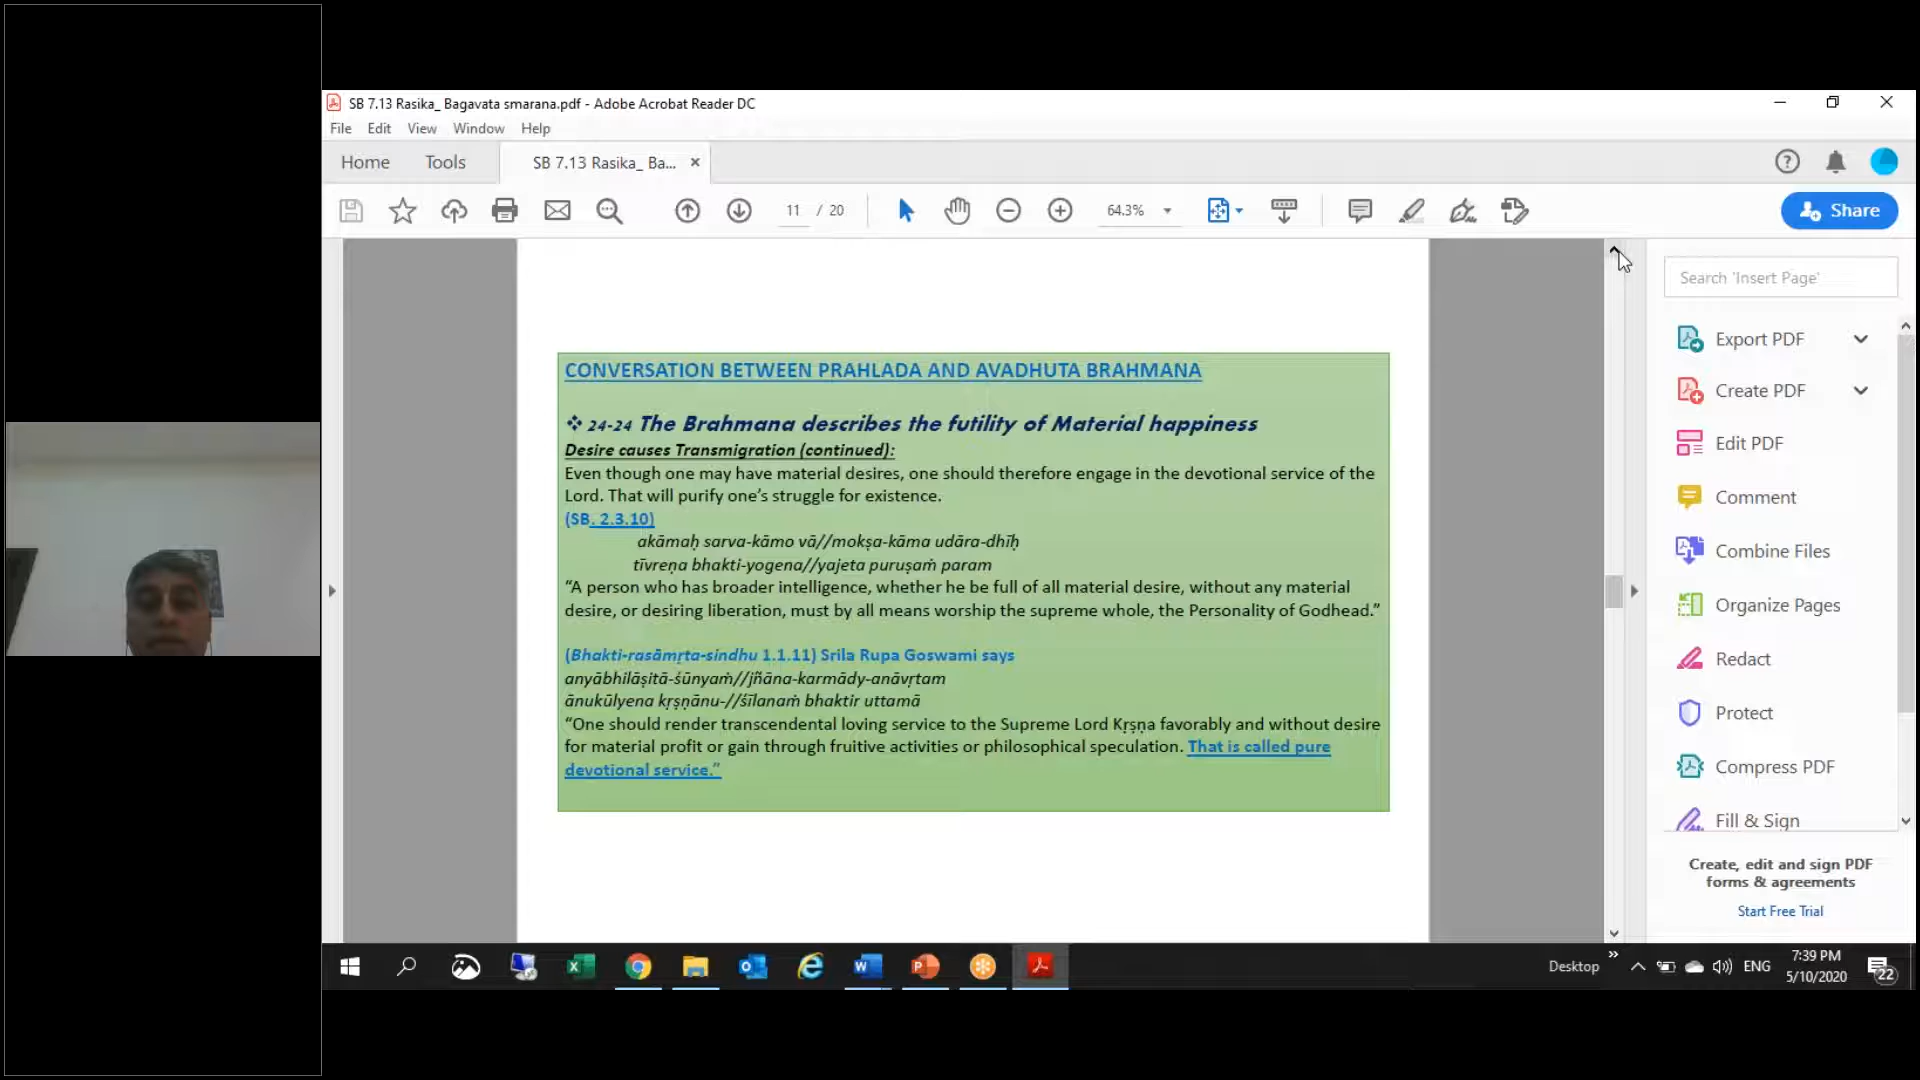 SB 7.13 Rasika_ Bagavata smarana.pdf - Adobe Acrobat Reader DC
File Edit View Window Help
Home Tools SB 7.13 Rasika_ Ba... ×
11 / 20 64.3% Share
Search 'Insert Page'
Export PDF
Create PDF
Edit PDF
Comment
Combine Files
Organize Pages
Redact
Protect
Compress PDF
Fill & Sign
Create, edit and sign PDF
forms & agreements
Start Free Trial
CONVERSATION BETWEEN PRAHLADA AND AVADHUTA BRAHMANA
❖ 24-24 The Brahmana describes the futility of Material happiness
Desire causes Transmigration (continued):
Even though one may have material desires, one should therefore engage in the devotional service of the
Lord. That will purify one’s struggle for existence.
(SB. 2.3.10)
akāmaḥ sarva-kāmo vā//mokṣa-kāma udāra-dhīḥ
tīvreṇa bhakti-yogena//yajeta puruṣaṁ param
“A person who has broader intelligence, whether he be full of all material desire, without any material
desire, or desiring liberation, must by all means worship the supreme whole, the Personality of Godhead.”
(Bhakti-rasāmṛta-sindhu 1.1.11) Srila Rupa Goswami says
anyābhilāṣitā-śūnyaṁ//jñāna-karmādy-anāvṛtam
ānukūlyena kṛṣṇānu-//śīlanaṁ bhaktir uttamā
“One should render transcendental loving service to the Supreme Lord Kṛṣṇa favorably and without desire
for material profit or gain through fruitive activities or philosophical speculation. That is called pure
devotional service.”
Desktop » ENG 7:39 PM
5/10/2020 22